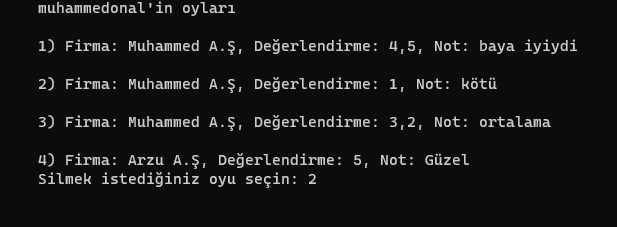 muhammedonal'in oyları
1) Firma: Muhammed A.Ş, Değerlendirme: 4,5, Not: baya iyiydi
2) Firma: Muhammed A.Ş, Değerlendirme: 1, Not: kötü
3) Firma: Muhammed A.Ş, Değerlendirme: 3,2, Not: ortalama
4) Firma: Arzu A.Ş, Değerlendirme: 5, Not: Güzel
Silmek istediğiniz oyu seçin: 2